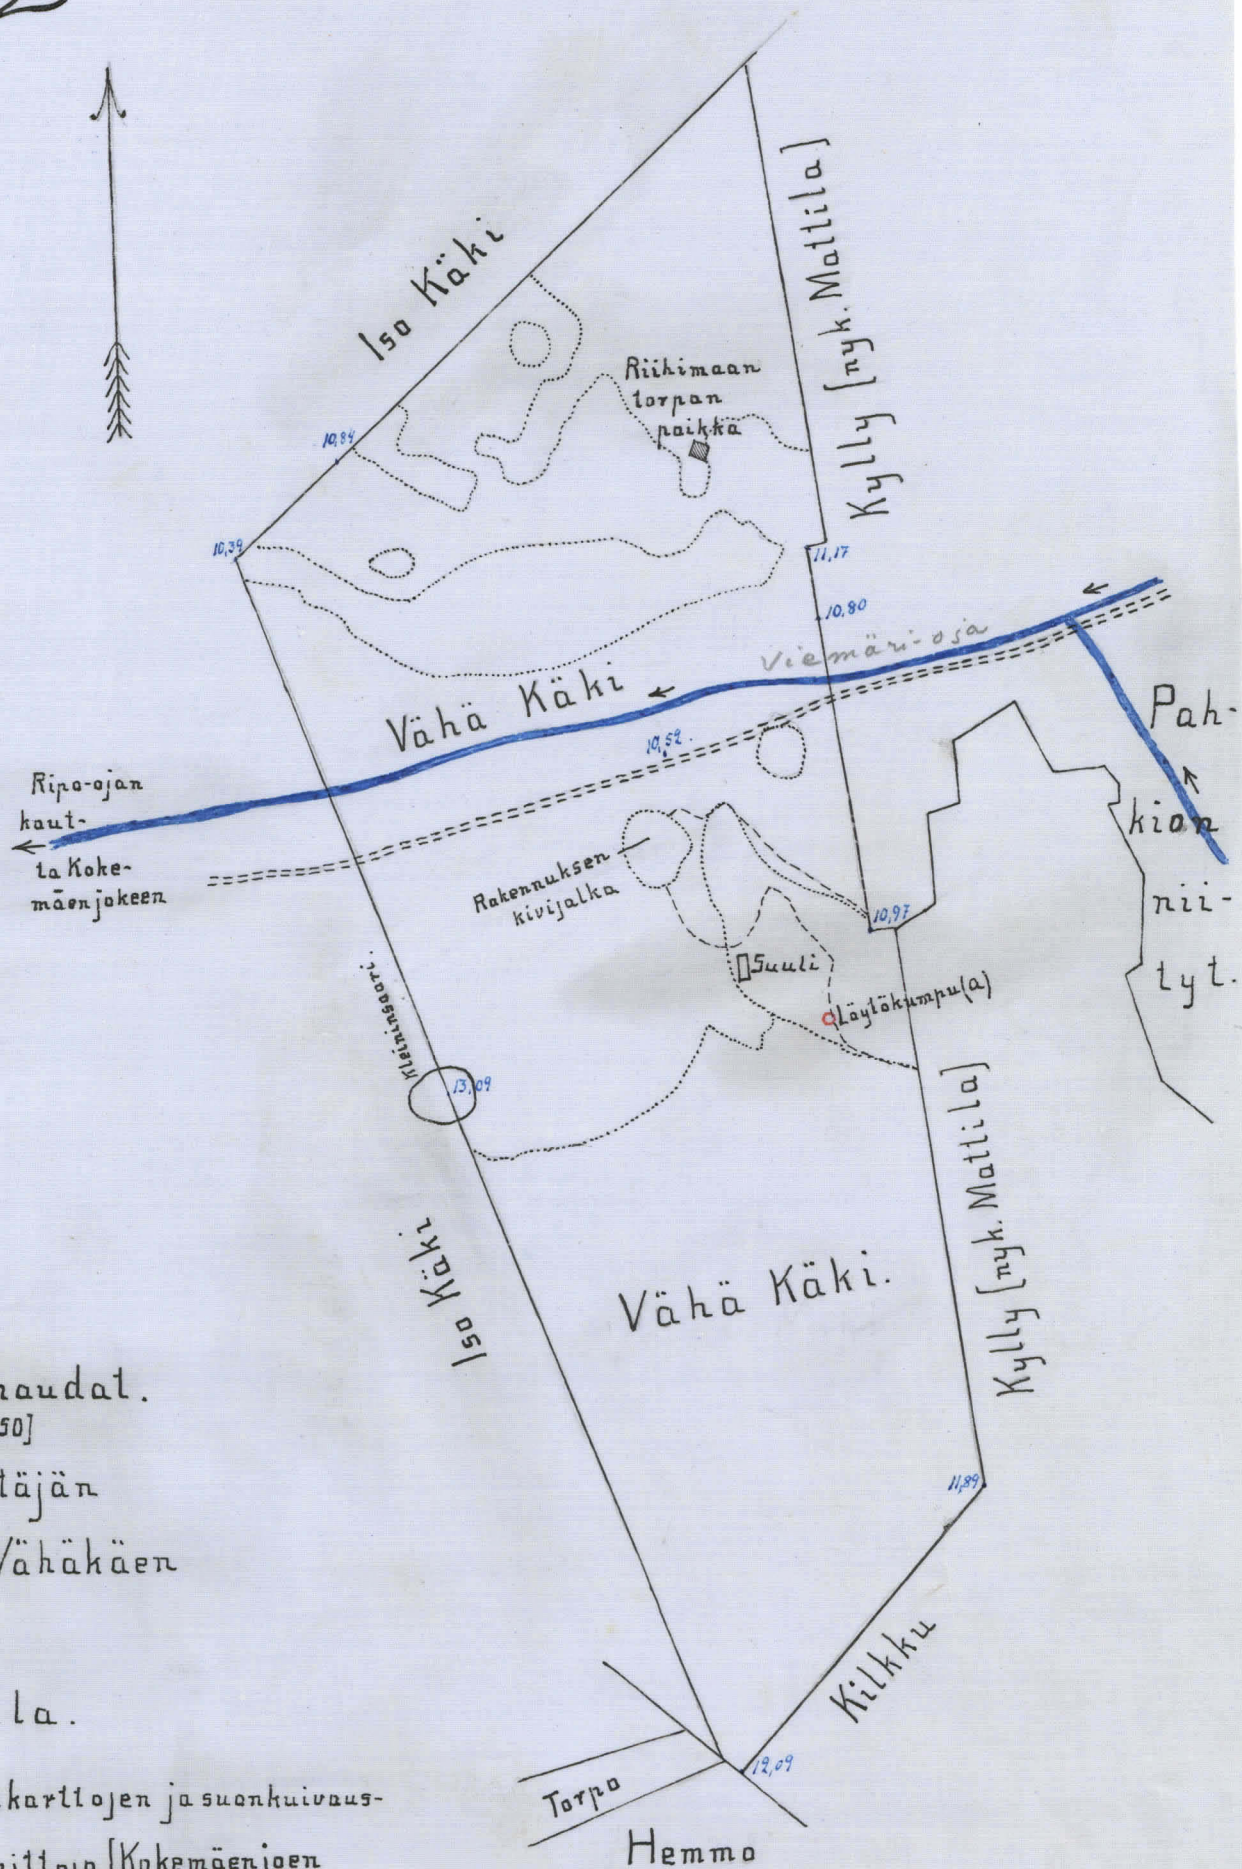 Iso Käki
Kylly [nyk. Mattila]
Riihimaan
torpan
paikka
10,84
10,39
11,17
10,80
Viemäri-oja
Vähä Käki
10,52.
Pah-
kion
nii-
tyt.
Ripo-ojan
kaut-
ta Koke-
mäenjokeen
Rakennuksen
kivijalka
10,97
Suuli
Löytökumpu(a)
13,09
Iso Käki
Vähä Käki.
Kylly [nyk. Mattila]
11,89
Kilkku
12,09
Torpo
Hemmo
haudat.
50]
täjän
Vähäkäen
la.
karttojen ja suonkuivaus-
[Kokemäenjoen